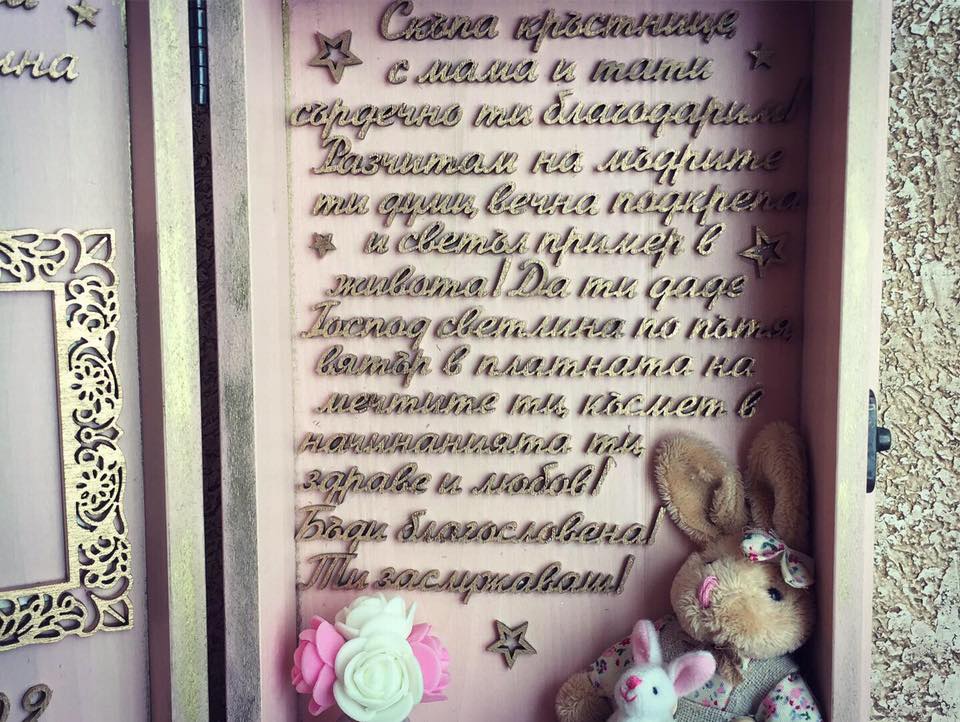 Скъпа кръстнице,
с мама и тати
сърдечно ти благодарим!
Разчитам на мъдрите
ти думи, вечна подкрепа
и светъл пример в
живота! Да ти даде
Господ светлина по пътя,
вятър в платната на
мечтите ти, късмет в
начинанията ти,
здраве и любов!
Бъди благословена!
Ти заслужаваш!